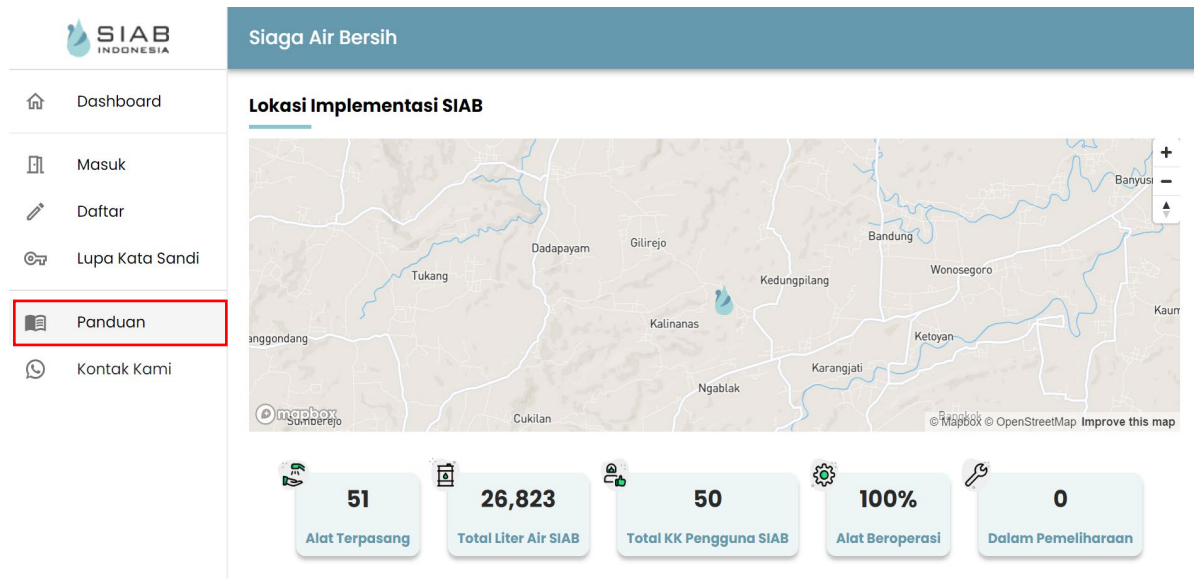 SIAB
INDONESIA
Siaga Air Bersih
Dashboard
Masuk
Daftar
Lupa Kata Sandi
Panduan
Kontak Kami
Lokasi Implementasi SIAB
Banyus
Bandung
Gilirejo
Dadapayam
Wonosegoro
Tukang
Kedungpilang
Kaum
Kalinanas
Ketoyan
anggondang
Karangjati
Ngablak
mapbox
Sumberejo
Cukilan
Bangkok
© Mapbox © OpenStreetMap Improve this map
51
Alat Terpasang
26,823
Total Liter Air SIAB
50
Total KK Pengguna SIAB
100%
Alat Beroperasi
0
Dalam Pemeliharaan